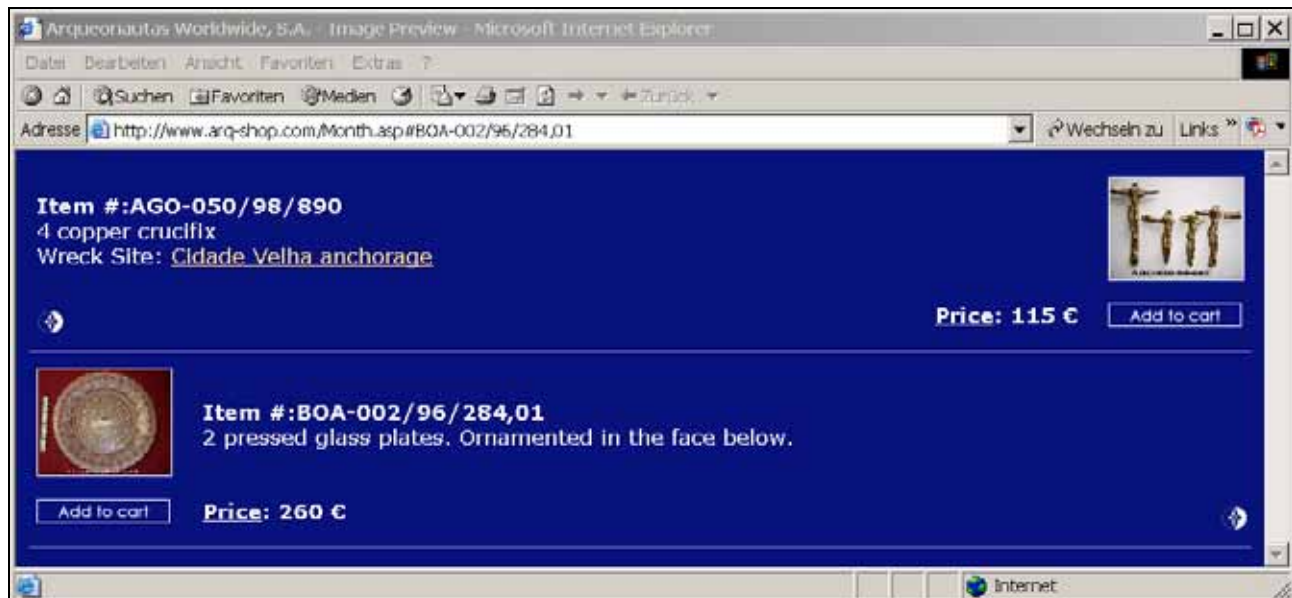 Arqueonautas Worldwide, S.A. - Image Preview - Microsoft Internet Explorer
Datei Bearbeiten Ansicht Favoriten Extras ?
Suchen Favoriten Medien Zurück
Adresse http://www.arq-shop.com/Month.asp#BOA-002/96/284,01 Wechseln zu Links »
Item #:AGO-050/98/890
4 copper crucifix
Wreck Site: Cidade Velha anchorage
Price: 115 € Add to cart
Item #:BOA-002/96/284,01
2 pressed glass plates. Ornamented in the face below.
Add to cart Price: 260 €
Internet